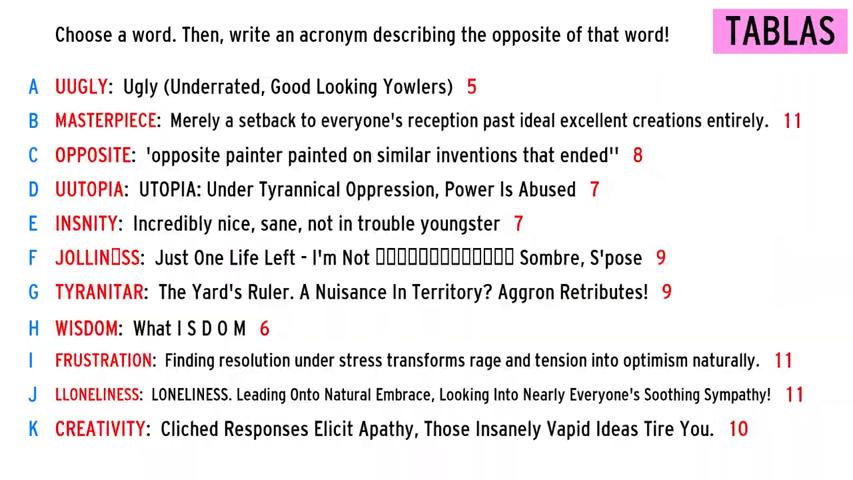 Choose a word. Then, write an acronym describing the opposite of that word!
TABLAS
A UUGLY: Ugly (Underrated, Good Looking Yowlers) 5
B MASTERPIECE: Merely a setback to everyone's reception past ideal excellent creations entirely. 11
C OPPOSITE: 'opposite painter painted on similar inventions that ended'' 8
D UUTOPIA: UTOPIA: Under Tyrannical Oppression, Power Is Abused 7
E INSNITY: Incredibly nice, sane, not in trouble youngster 7
F JOLLIN▯SS: Just One Life Left - I'm Not ▯▯▯▯▯▯▯▯▯▯▯▯▯ Sombre, S'pose 9
G TYRANITAR: The Yard's Ruler. A Nuisance In Territory? Aggron Retributes! 9
H WISDOM: What I S D O M 6
I FRUSTRATION: Finding resolution under stress transforms rage and tension into optimism naturally. 11
J LLONELINESS: LONELINESS. Leading Onto Natural Embrace, Looking Into Nearly Everyone's Soothing Sympathy! 11
K CREATIVITY: Cliched Responses Elicit Apathy, Those Insanely Vapid Ideas Tire You. 10